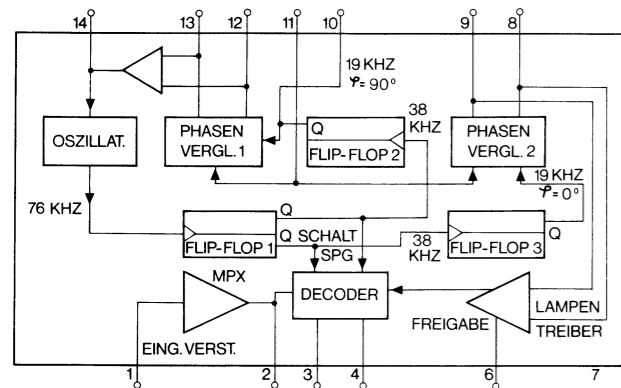 14 13 12 11 10 9 8
19 KHZ
φ = 90°
OSZILLAT.
PHASEN
VERGL. 1
Q
FLIP-FLOP 2
38
KHZ
PHASEN
VERGL. 2
19 KHZ
φ = 0°
76 KHZ
Q
Q
FLIP-FLOP 1
SCHALT
SPG
38
KHZ
Q
FLIP-FLOP 3
MPX
DECODER
LAMPEN
TREIBER
FREIGABE
EING. VERST.
1 2 3 4 6 7